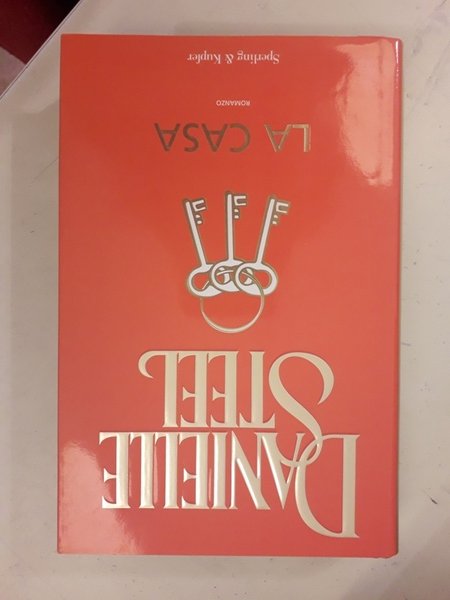 DANIELLE
STEEL
LA CASA
ROMANZO
Sperling & Kupfer